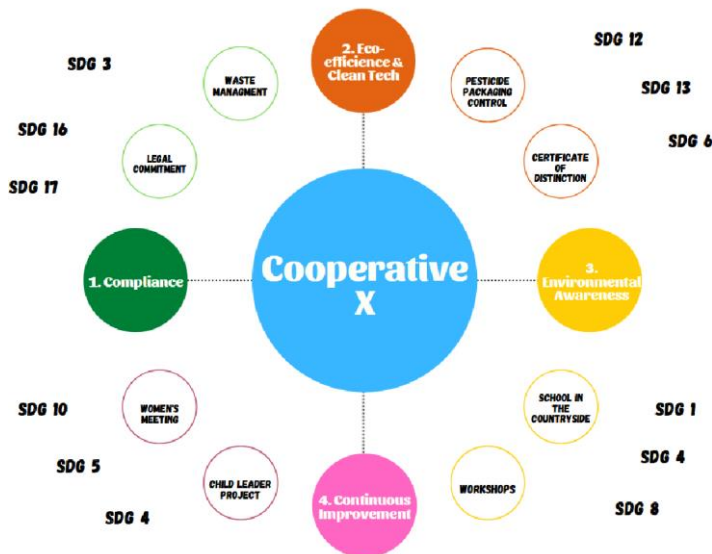 SDG 3
WASTE
MANAGMENT
2. Eco-
efficience &
Clean Tech
PESTICIDE
PACKAGING
CONTROL
SDG 12
SDG 13
SDG 16
LEGAL
COMMITMENT
CERTIFICATE
OF
DISTINCTION
SDG 6
SDG 17
1. Compliance
Cooperative
X
3.
Environmental
Awareness
SDG 10
WOMEN'S
MEETING
SCHOOL IN
THE
COUNTRYSIDE
SDG 1
SDG 5
CHILD LEADER
PROJECT
4. Continuous
Improvement
WORKSHOPS
SDG 4
SDG 4
SDG 8